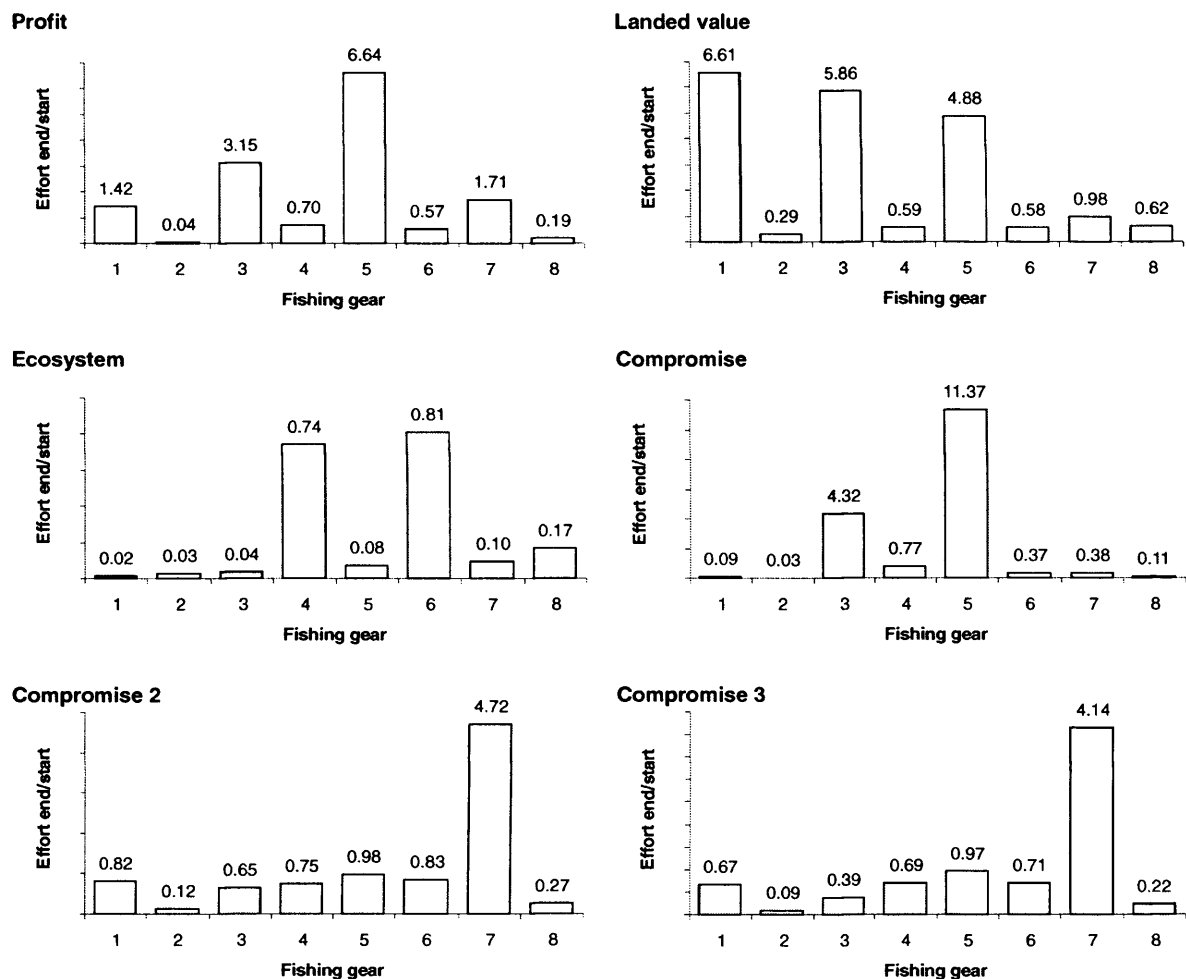 Profit
6.64
3.15
1.42
1.71
0.70
0.57
0.04
0.19
Effort end/start
1 2 3 4 5 6 7 8
Fishing gear
Landed value
6.61
5.86
4.88
0.29
0.59
0.58
0.98
0.62
Effort end/start
1 2 3 4 5 6 7 8
Fishing gear
Ecosystem
0.81
0.74
0.02
0.03
0.04
0.08
0.10
0.17
Effort end/start
1 2 3 4 5 6 7 8
Fishing gear
Compromise
11.37
4.32
0.09
0.03
0.77
0.37
0.38
0.11
Effort end/start
1 2 3 4 5 6 7 8
Fishing gear
Compromise 2
4.72
0.82
0.12
0.65
0.75
0.98
0.83
0.27
Effort end/start
1 2 3 4 5 6 7 8
Fishing gear
Compromise 3
4.14
0.67
0.09
0.39
0.69
0.97
0.71
0.22
Effort end/start
1 2 3 4 5 6 7 8
Fishing gear